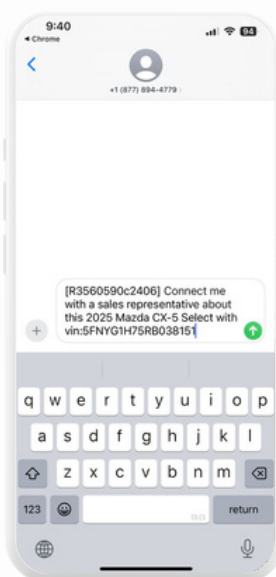 9:40
84
Chrome
+1 (877) 894-4779
[R3560590c2406] Connect me
with a sales representative about
this 2025 Mazda CX-5 Select with
vin:5FNYG1H75RB038151
q w e r t y u i o p
a s d f g h j k l
z x c v b n m
123
return